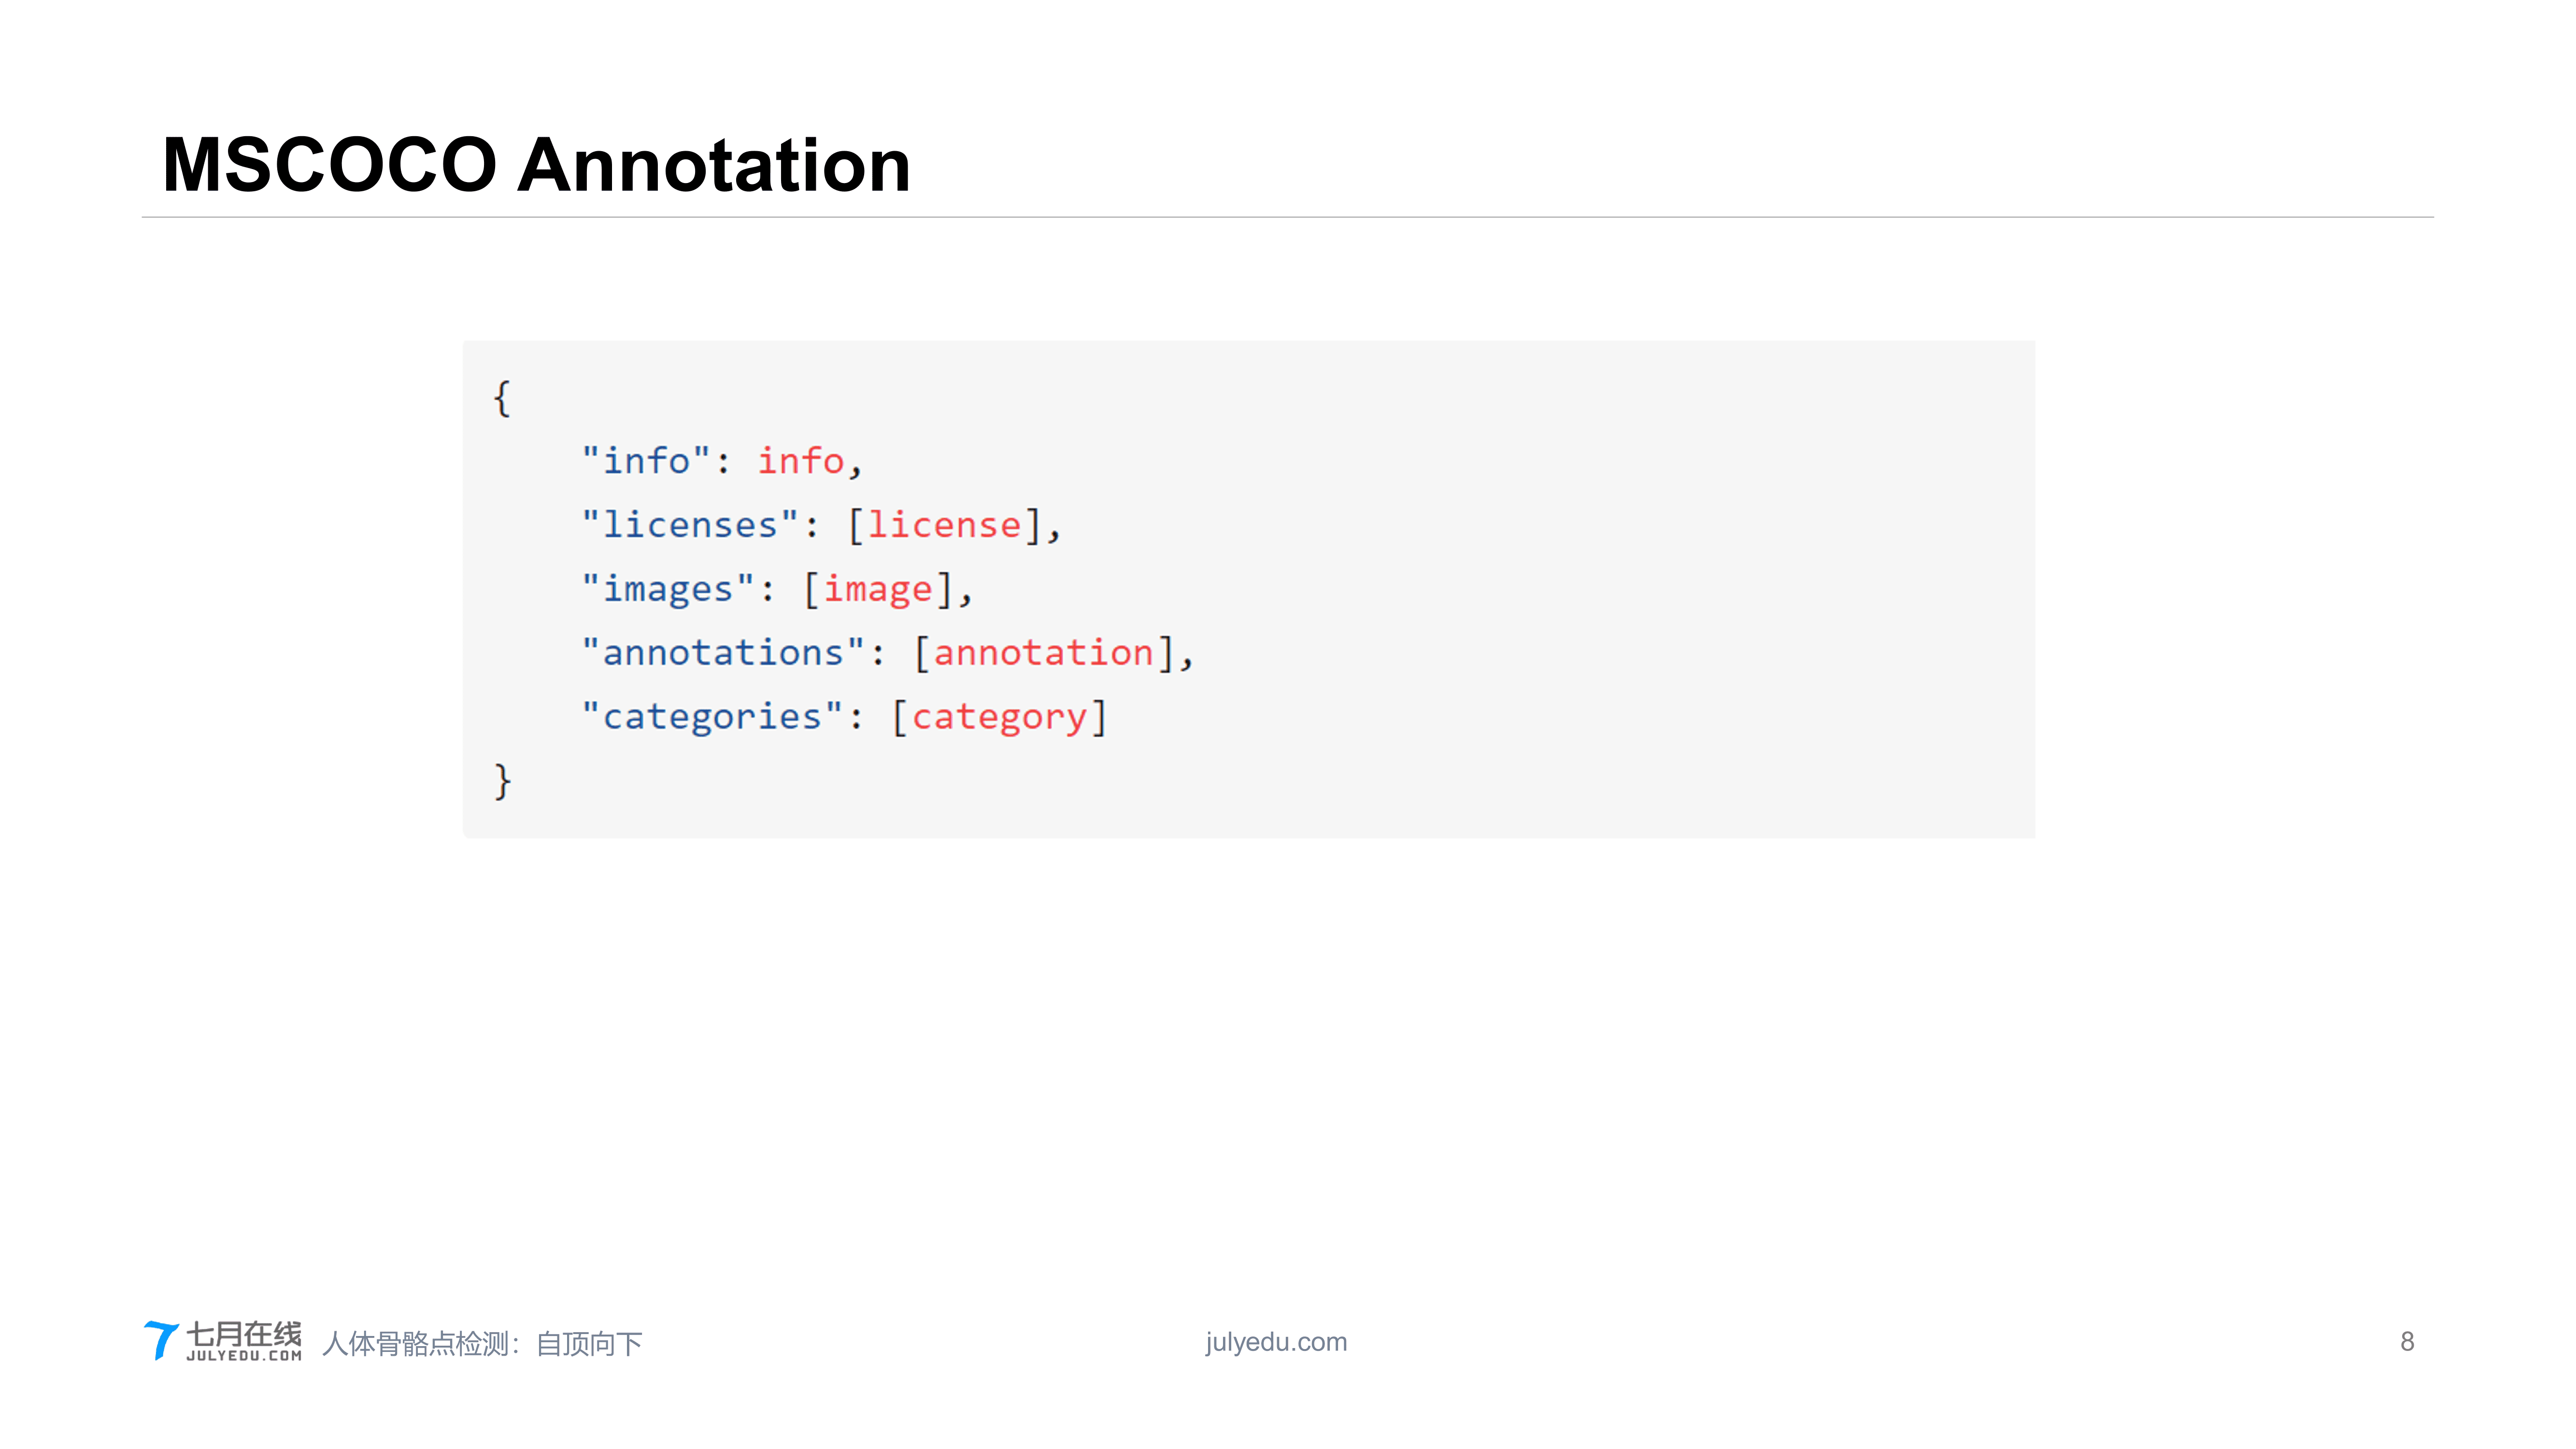 MSCOCO Annotation
{
    "info": info,
    "licenses": [license],
    "images": [image],
    "annotations": [annotation],
    "categories": [category]
}
七月在线
JULYEDU.COM
人体骨骼点检测：自顶向下
julyedu.com
8